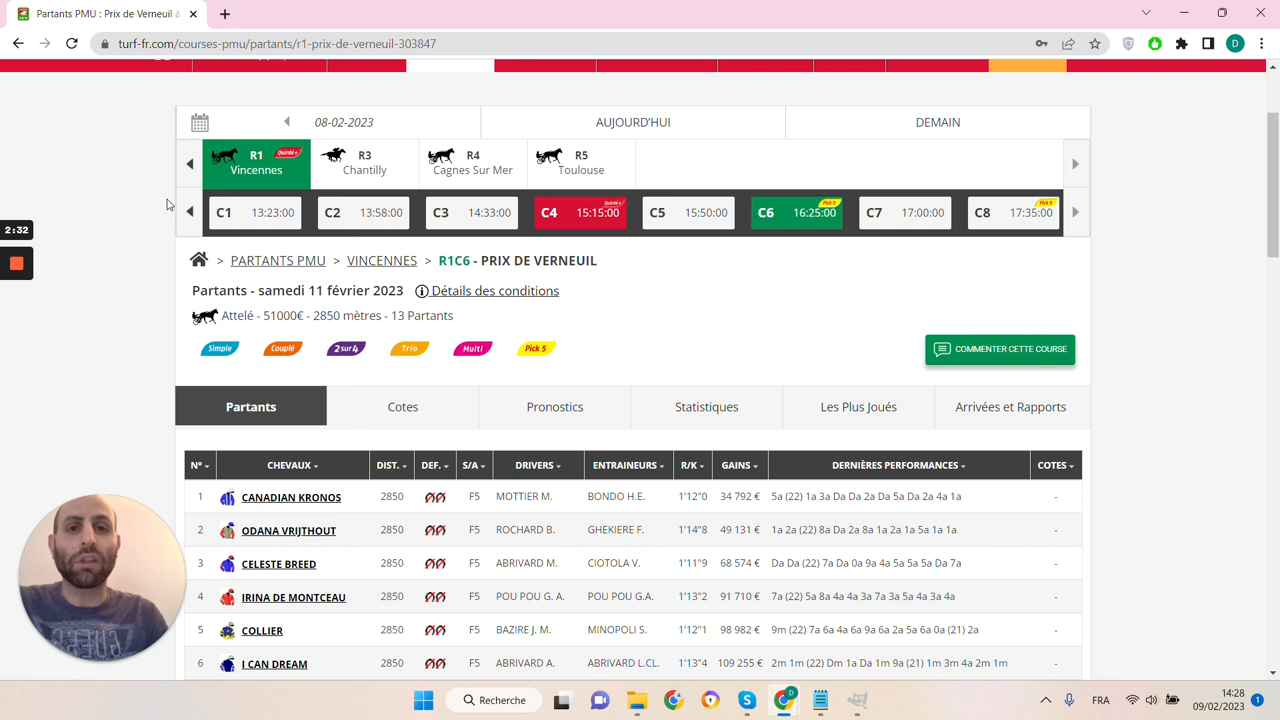 Partants PMU : Prix de Verneuil à
turf-fr.com/courses-pmu/partants/r1-prix-de-verneuil-303847
D
08-02-2023
AUJOURD'HUI
DEMAIN
R1 Quinté+
Vincennes
R3
Chantilly
R4
Cagnes Sur Mer
R5
Toulouse
C1 13:23:00
C2 13:58:00
C3 14:33:00
C4 15:15:00 Quinté+
C5 15:50:00
C6 16:25:00 Pick 5
C7 17:00:00
C8 17:35:00 Pick 5
2:32
> PARTANTS PMU > VINCENNES > R1C6 - PRIX DE VERNEUIL
Partants - samedi 11 février 2023 Détails des conditions
Attelé - 51000€ - 2850 mètres - 13 Partants
Simple Couplé 2sur4 Trio Multi Pick 5
COMMENTER CETTE COURSE
Partants Cotes Pronostics Statistiques Les Plus Joués Arrivées et Rapports
N° CHEVAUX DIST. DEF. S/A DRIVERS ENTRAINEURS R/K GAINS DERNIÈRES PERFORMANCES COTES
1 CANADIAN KRONOS 2850 F5 MOTTIER M. BONDO H.E. 1'12"0 34 792 € 5a (22) 1a 3a Da Da 2a Da 5a Da 2a 4a 1a -
2 ODANA VRIJTHOUT 2850 F5 ROCHARD B. GHEKIERE F. 1'14"8 49 131 € 1a 2a (22) 8a Da 2a 8a 1a 2a 1a 5a 1a 1a -
3 CELESTE BREED 2850 F5 ABRIVARD M. CIOTOLA V. 1'11"9 68 574 € Da Da (22) 7a Da 0a 9a 4a 5a 5a 5a Da 7a -
4 IRINA DE MONTCEAU 2850 F5 POU POU G. A. POU POU G.A. 1'13"2 91 710 € 7a (22) 5a 8a 4a 4a 3a 7a 3a 5a 4a 3a 4a -
5 COLLIER 2850 F5 BAZIRE J. M. MINOPOLI S. 1'12"1 98 982 € 9m (22) 7a 6a 4a 6a 9a 6a 2a 5a 6a 0a (21) 2a -
6 I CAN DREAM 2850 F5 ABRIVARD A. ABRIVARD L.CL. 1'13"4 109 255 € 2m 1m (22) Dm 1a Da 1m 9a (21) 1m 3m 4a 2m 1m -
Recherche
D
FRA
14:28
09/02/2023
1